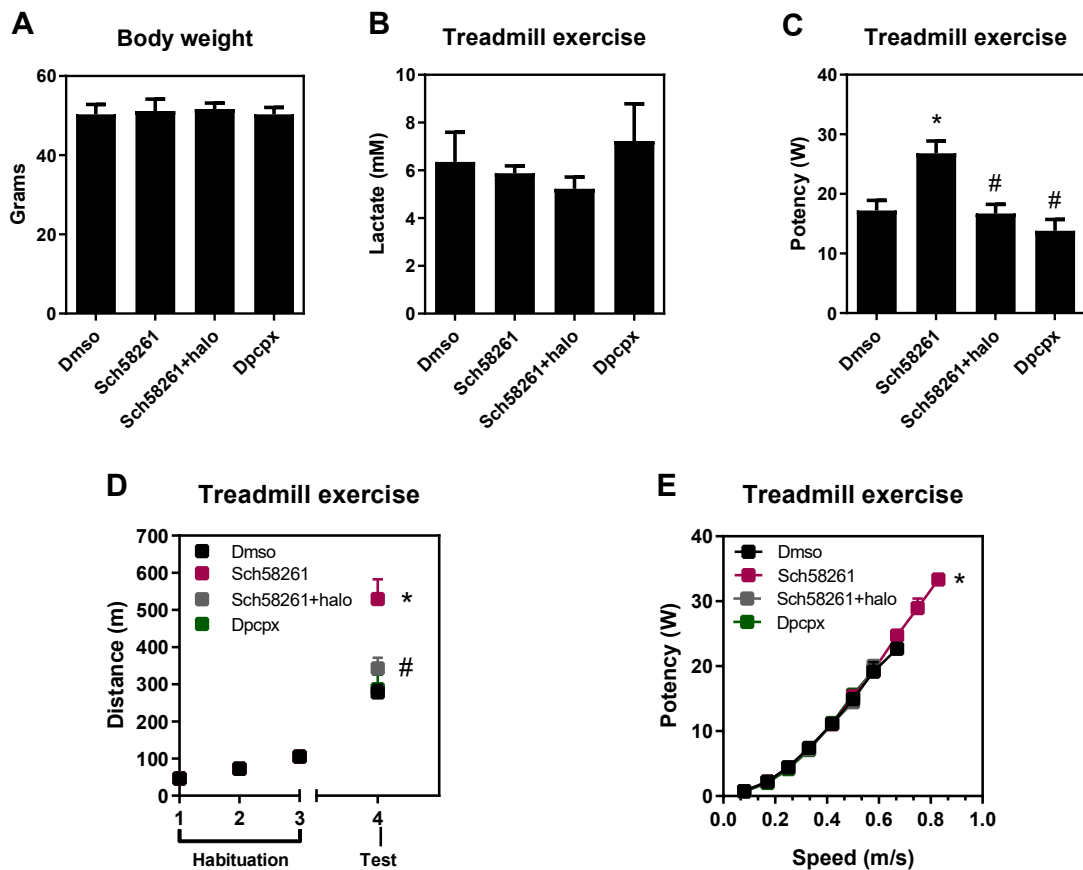 A
Body weight
Grams
60
40
20
0
Dmso
Sch58261
Sch58261+halo
Dpcpx
B
Treadmill exercise
Lactate (mM)
10
8
6
4
2
0
Dmso
Sch58261
Sch58261+halo
Dpcpx
C
Treadmill exercise
Potency (W)
40
30
20
10
0
*
#
#
Dmso
Sch58261
Sch58261+halo
Dpcpx
D
Treadmill exercise
Distance (m)
700
600
500
400
300
200
100
0
Dmso
Sch58261
Sch58261+halo
Dpcpx
*
#
1 2 3 4
Habituation Test
E
Treadmill exercise
Potency (W)
40
30
20
10
0
Dmso
Sch58261
Sch58261+halo
Dpcpx
*
0.0 0.2 0.4 0.6 0.8 1.0
Speed (m/s)